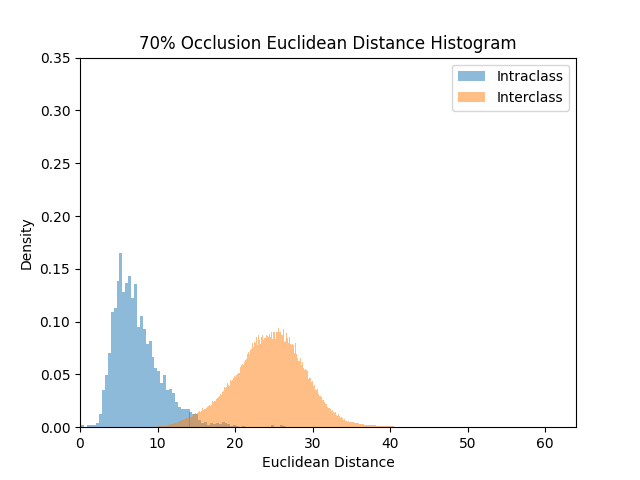 70% Occlusion Euclidean Distance Histogram
Intraclass
Interclass
Density
0.35
0.30
0.25
0.20
0.15
0.10
0.05
0.00
0 10 20 30 40 50 60
Euclidean Distance